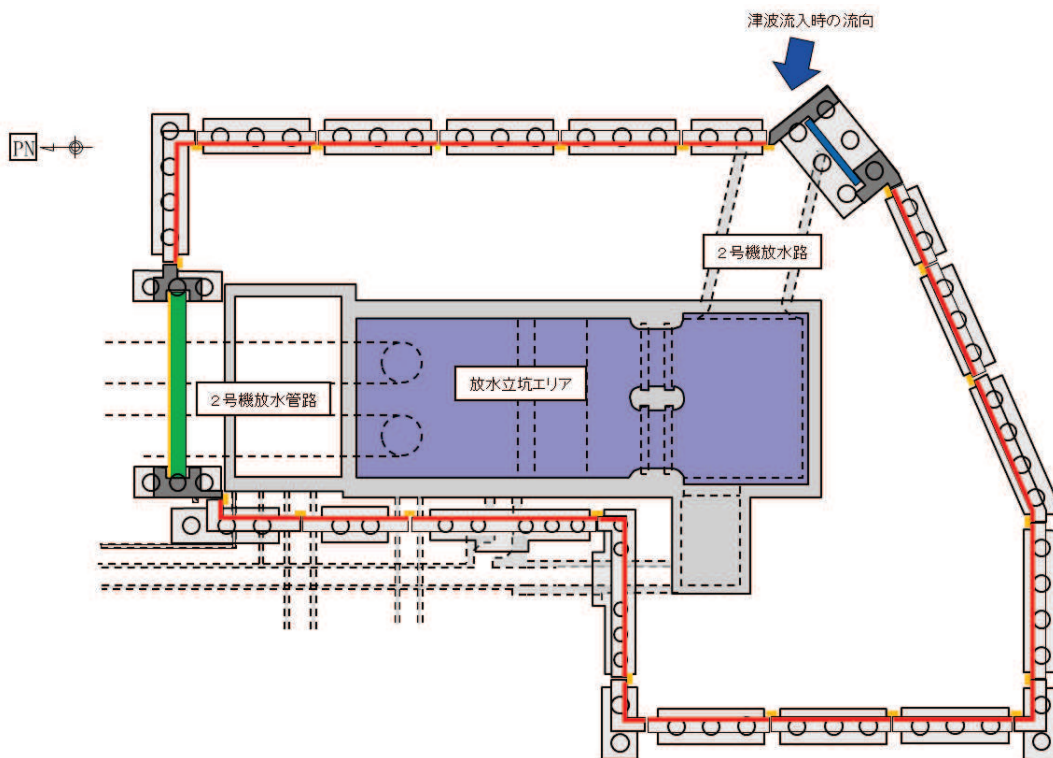 津波流入時の流向
PN
２号機放水路
放水立坑エリア
２号機放水管路